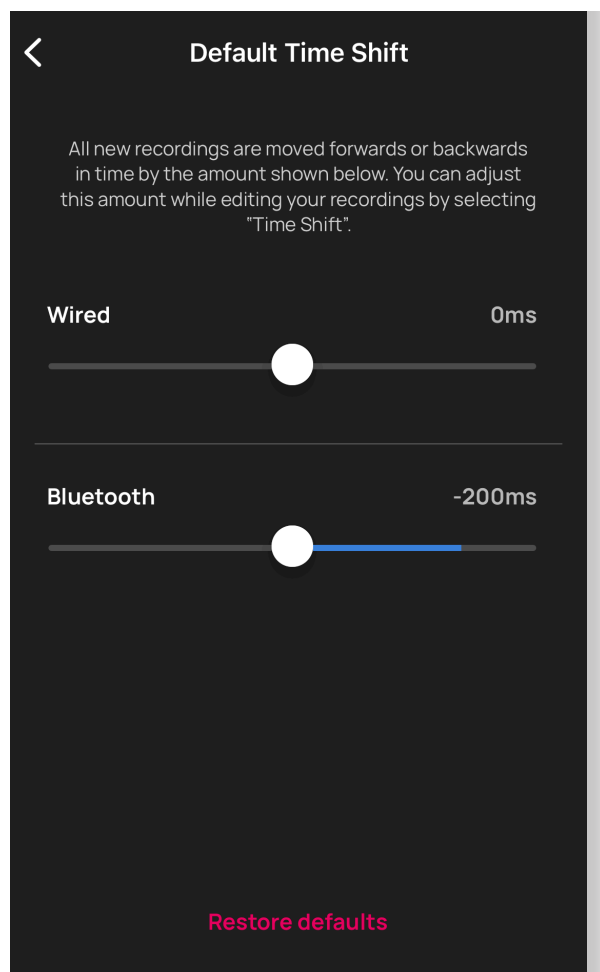 Default Time Shift
All new recordings are moved forwards or backwards
in time by the amount shown below. You can adjust
this amount while editing your recordings by selecting
“Time Shift”.
Wired 0ms
Bluetooth -200ms
Restore defaults